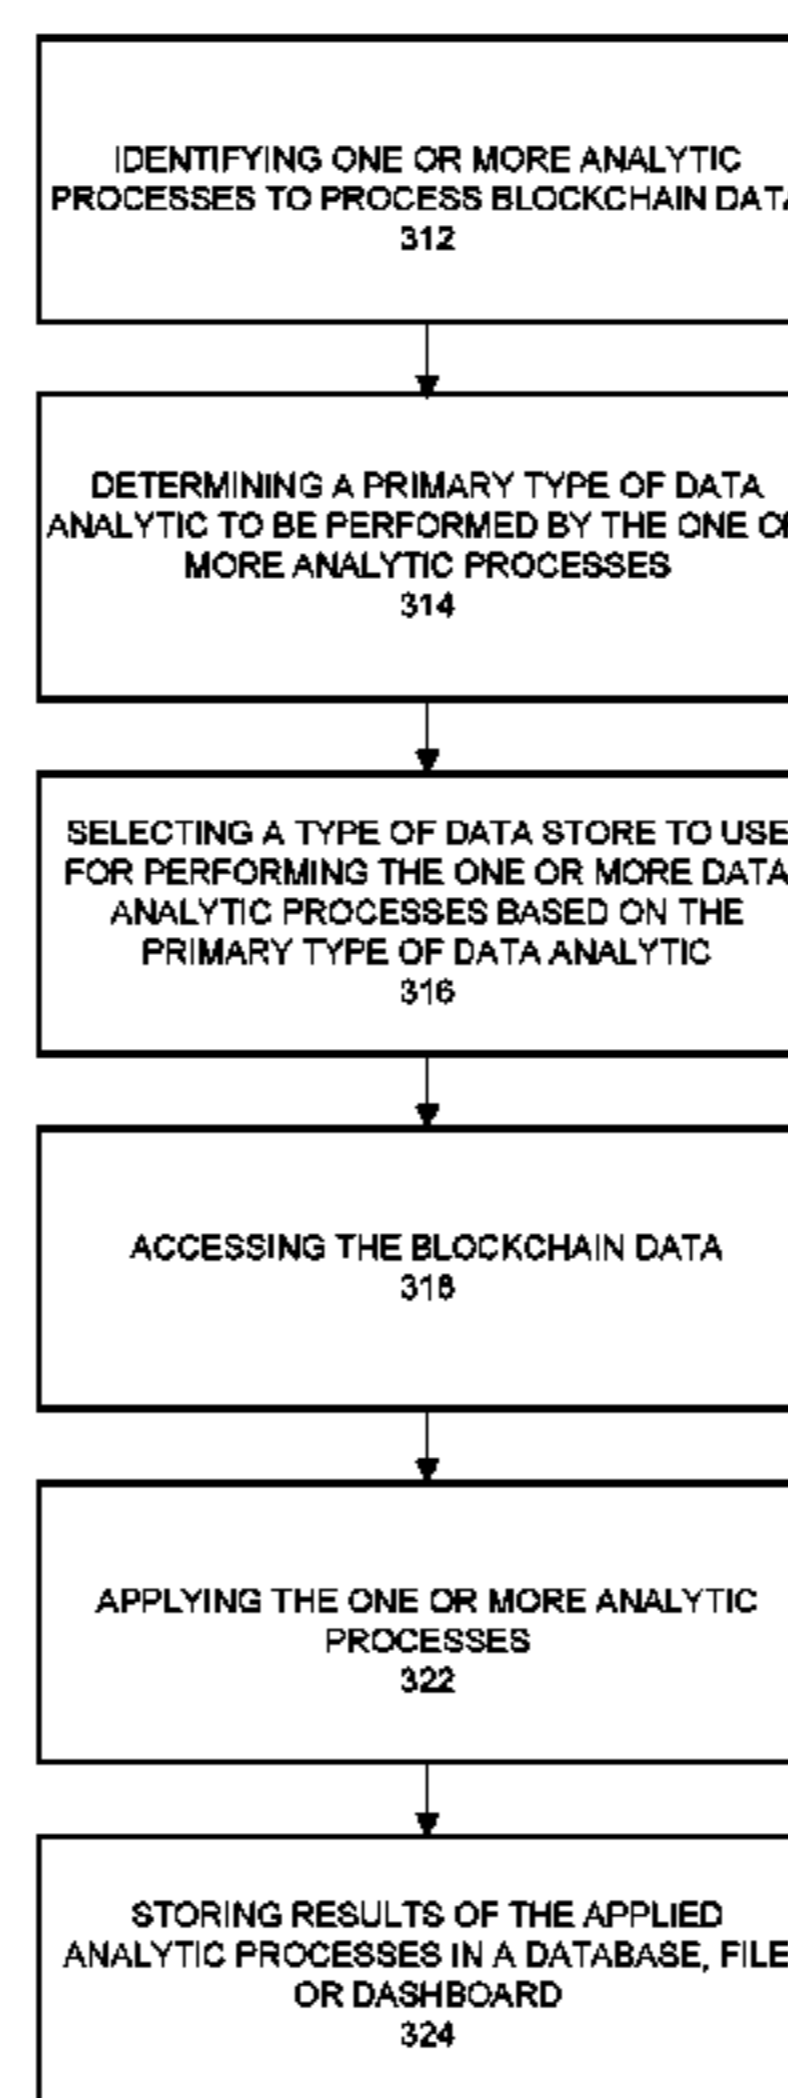 IDENTIFYING ONE OR MORE ANALYTIC
PROCESSES TO PROCESS BLOCKCHAIN DATA
312
DETERMINING A PRIMARY TYPE OF DATA
ANALYTIC TO BE PERFORMED BY THE ONE OR
MORE ANALYTIC PROCESSES
314
SELECTING A TYPE OF DATA STORE TO USE
FOR PERFORMING THE ONE OR MORE DATA
ANALYTIC PROCESSES BASED ON THE
PRIMARY TYPE OF DATA ANALYTIC
316
ACCESSING THE BLOCKCHAIN DATA
318
APPLYING THE ONE OR MORE ANALYTIC
PROCESSES
322
STORING RESULTS OF THE APPLIED
ANALYTIC PROCESSES IN A DATABASE, FILE
OR DASHBOARD
324